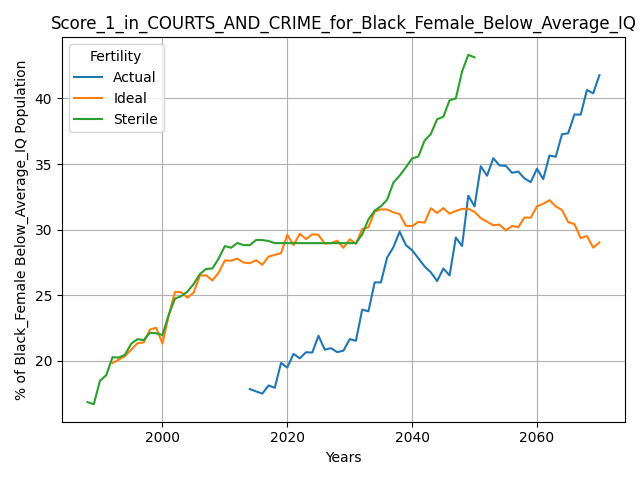 Score_1_in_COURTS_AND_CRIME_for_Black_Female_Below_Average_IQ
Fertility
Actual
Ideal
Sterile
% of Black_Female Below_Average_IQ Population
40
35
30
25
20
2000
2020
2040
2060
Years